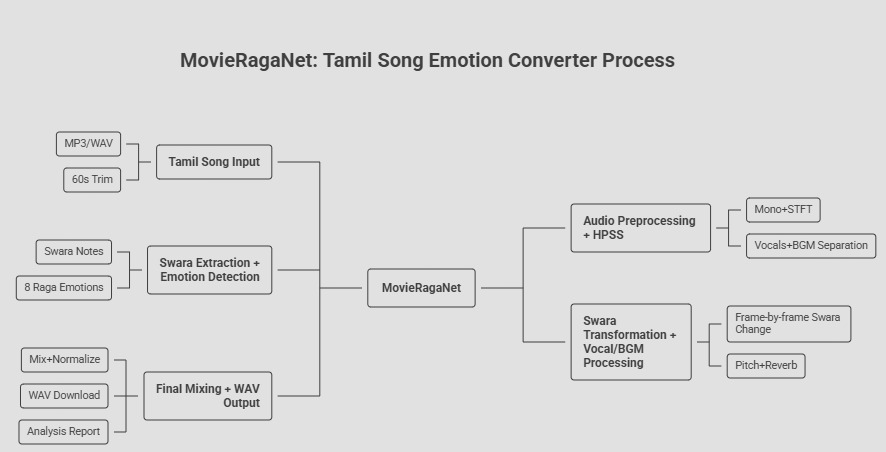 MovieRagaNet: Tamil Song Emotion Converter Process
MP3/WAV
60s Trim
Tamil Song Input
Swara Notes
8 Raga Emotions
Swara Extraction +
Emotion Detection
Mix+Normalize
WAV Download
Analysis Report
Final Mixing + WAV
Output
MovieRagaNet
Audio Preprocessing
+ HPSS
Mono+STFT
Vocals+BGM Separation
Swara
Transformation +
Vocal/BGM
Processing
Frame-by-frame Swara
Change
Pitch+Reverb